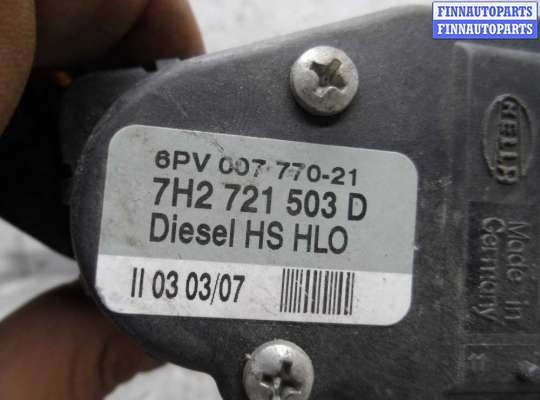 FINNAUTOPARTS
FINNAUTOPARTS
HELLA
6PV 007 770-21
7H2 721 503 D
Diesel HS HLO
II 03 03/07
Made in
Germany